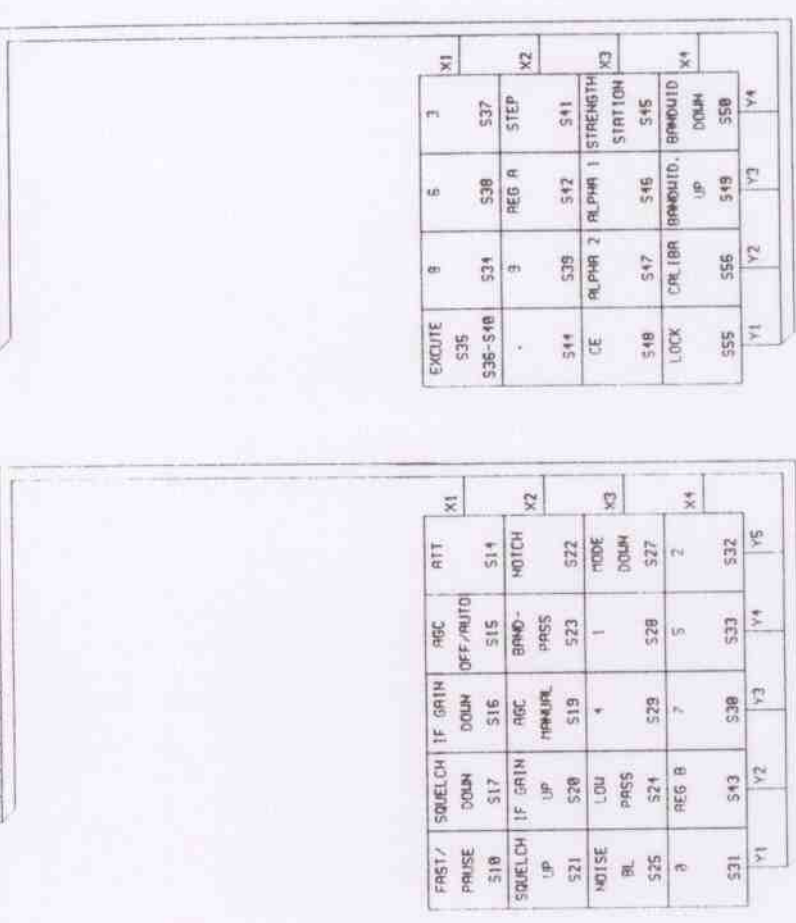 FAST/ SQUELCH IF GAIN AGC ATT X1
PAUSE DOWN DOWN OFF/AUTO
S18 S17 S16 S15 S14
SQUELCH IF GAIN AGC BAND- NOTCH X2
UP UP MANUAL PASS
S21 S20 S19 S23 S22
NOISE LOW 4 1 MODE X3
BL PASS DOWN
S25 S24 S29 S28 S27
0 REG B 7 5 2 X4
S31 S43 S30 S33 S32
Y1 Y2 Y3 Y4 Y5
EXCUTE 8 6 3 X1
S35
S36-S40 S34 S38 S37
. 9 REG A STEP X2
S44 S39 S42 S41
CE ALPHA 2 ALPHA 1 STRENGTH X3
STATION
S48 S47 S46 S45
LOCK CALIBR BANDWID. BANDWID X4
UP DOWN
S55 S56 S49 S50
Y1 Y2 Y3 Y4